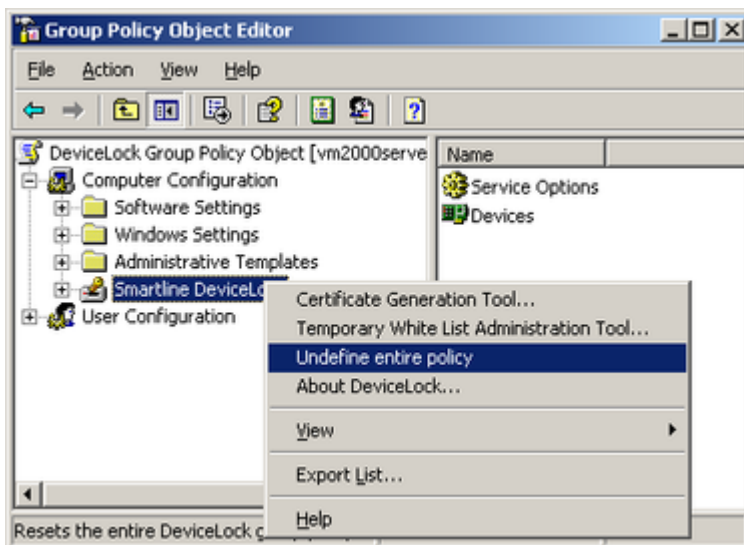 Group Policy Object Editor
File Action View Help
DeviceLock Group Policy Object [vm2000serve
Name
Computer Configuration
Service Options
Software Settings
Devices
Windows Settings
Administrative Templates
Smartline DeviceLo
User Configuration
Certificate Generation Tool...
Temporary White List Administration Tool...
Undefine entire policy
About DeviceLock...
View
Export List...
Help
Resets the entire DeviceLock g